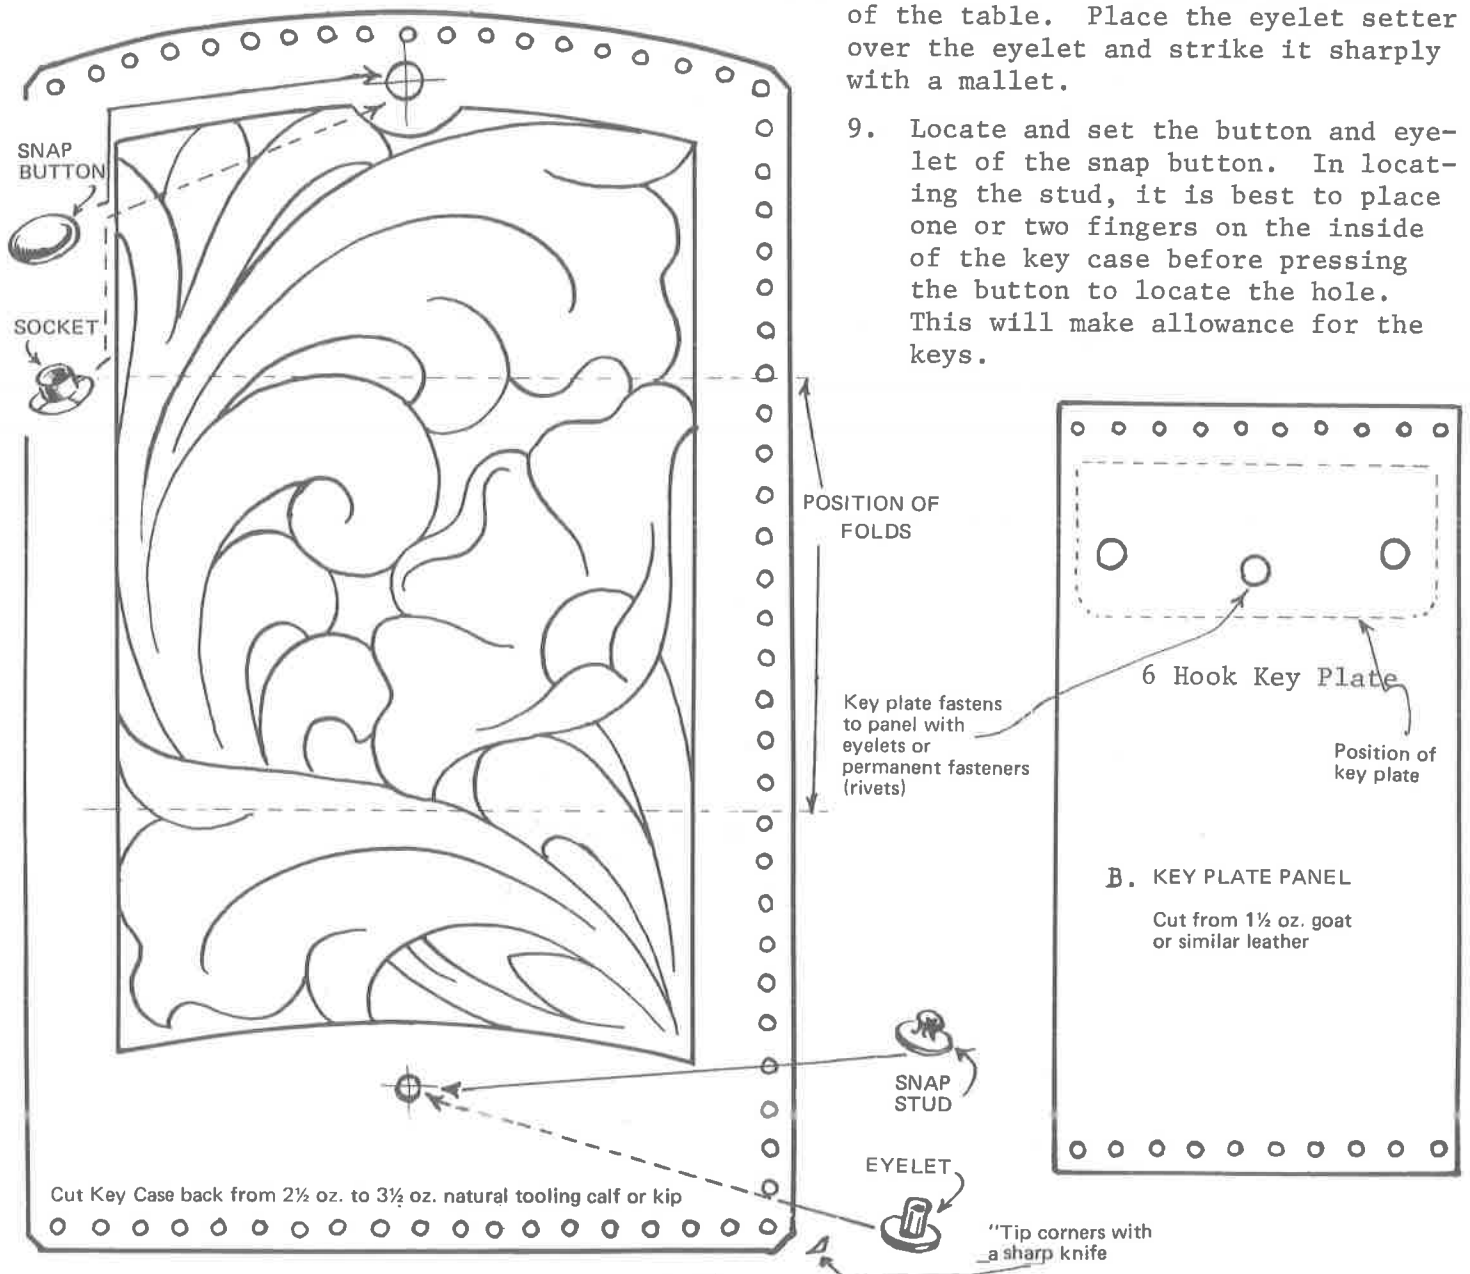 of the table. Place the eyelet setter
over the eyelet and strike it sharply
with a mallet.
9. Locate and set the button and eye-
let of the snap button. In locat-
ing the stud, it is best to place
one or two fingers on the inside
of the key case before pressing
the button to locate the hole.
This will make allowance for the
keys.
SNAP
BUTTON
SOCKET
POSITION OF
FOLDS
6 Hook Key Plate
Key plate fastens
to panel with
eyelets or
permanent fasteners
(rivets)
Position of
key plate
B. KEY PLATE PANEL
Cut from 1½ oz. goat
or similar leather
SNAP
STUD
EYELET
Cut Key Case back from 2½ oz. to 3½ oz. natural tooling calf or kip
"Tip corners with
a sharp knife